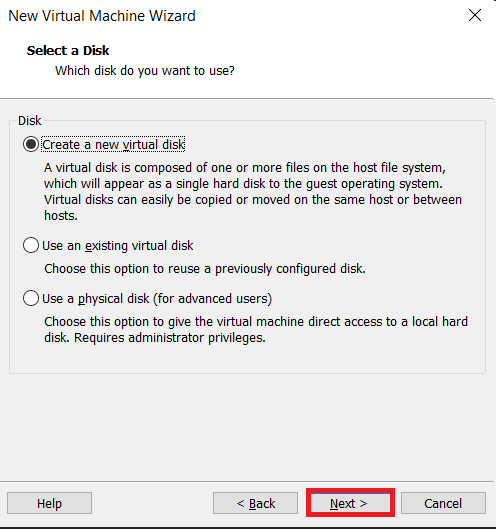 New Virtual Machine Wizard
Select a Disk
Which disk do you want to use?
Disk
Create a new virtual disk
A virtual disk is composed of one or more files on the host file system,
which will appear as a single hard disk to the guest operating system.
Virtual disks can easily be copied or moved on the same host or between
hosts.
Use an existing virtual disk
Choose this option to reuse a previously configured disk.
Use a physical disk (for advanced users)
Choose this option to give the virtual machine direct access to a local hard
disk. Requires administrator privileges.
Help < Back Next > Cancel